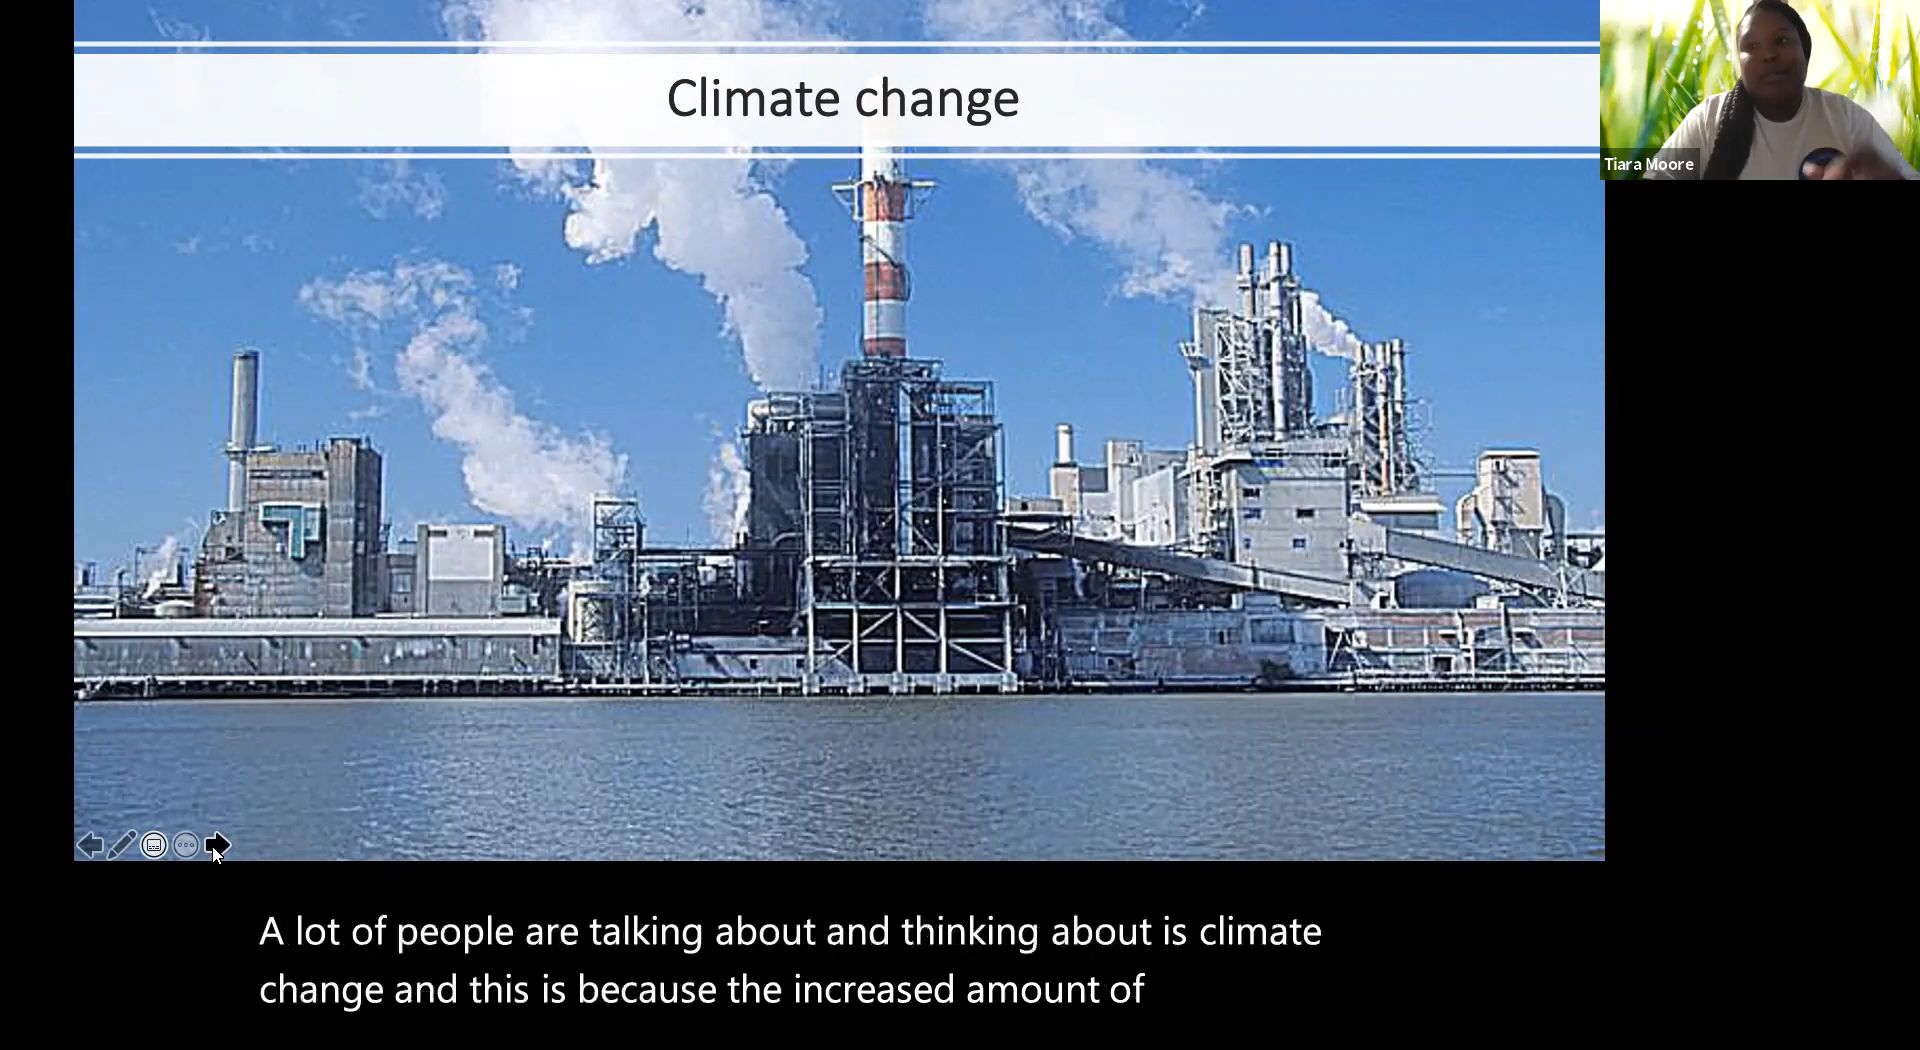 Climate change
Tiara Moore
A lot of people are talking about and thinking about is climate
change and this is because the increased amount of